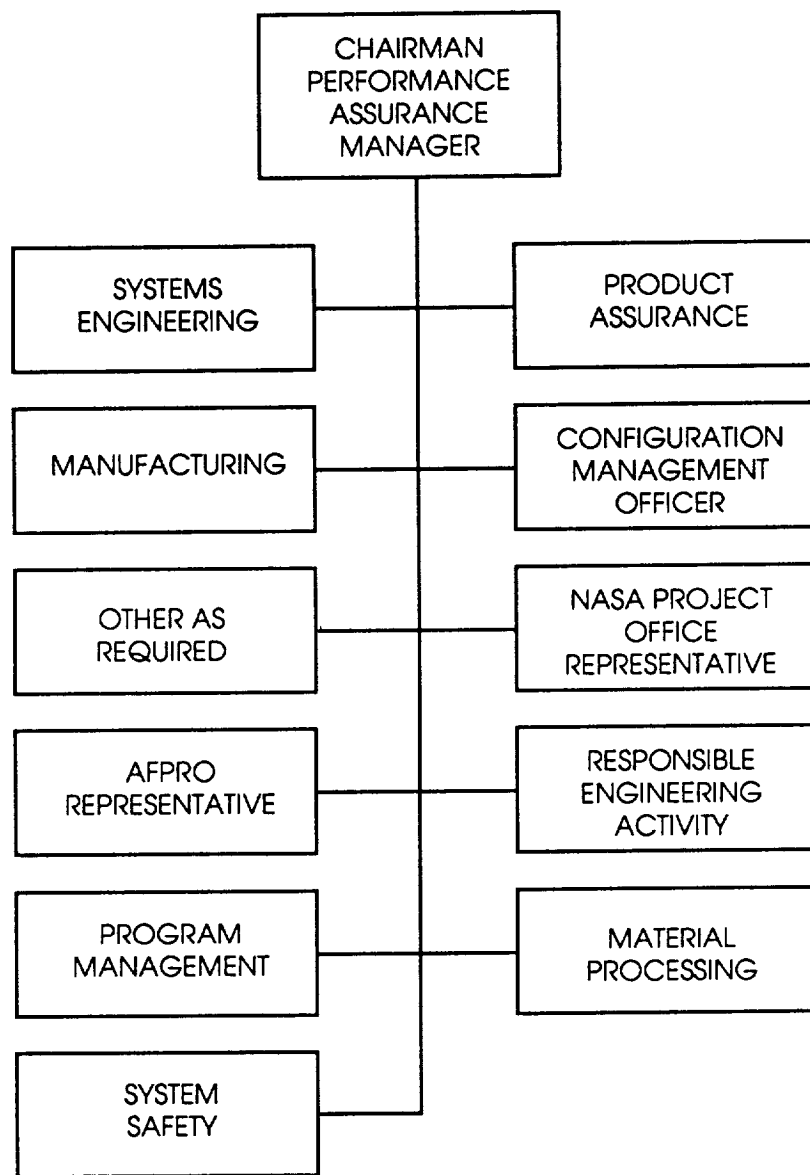 CHAIRMAN
PERFORMANCE
ASSURANCE
MANAGER
SYSTEMS
ENGINEERING
PRODUCT
ASSURANCE
MANUFACTURING
CONFIGURATION
MANAGEMENT
OFFICER
OTHER AS
REQUIRED
NASA PROJECT
OFFICE
REPRESENTATIVE
AFPRO
REPRESENTATIVE
RESPONSIBLE
ENGINEERING
ACTIVITY
PROGRAM
MANAGEMENT
MATERIAL
PROCESSING
SYSTEM
SAFETY